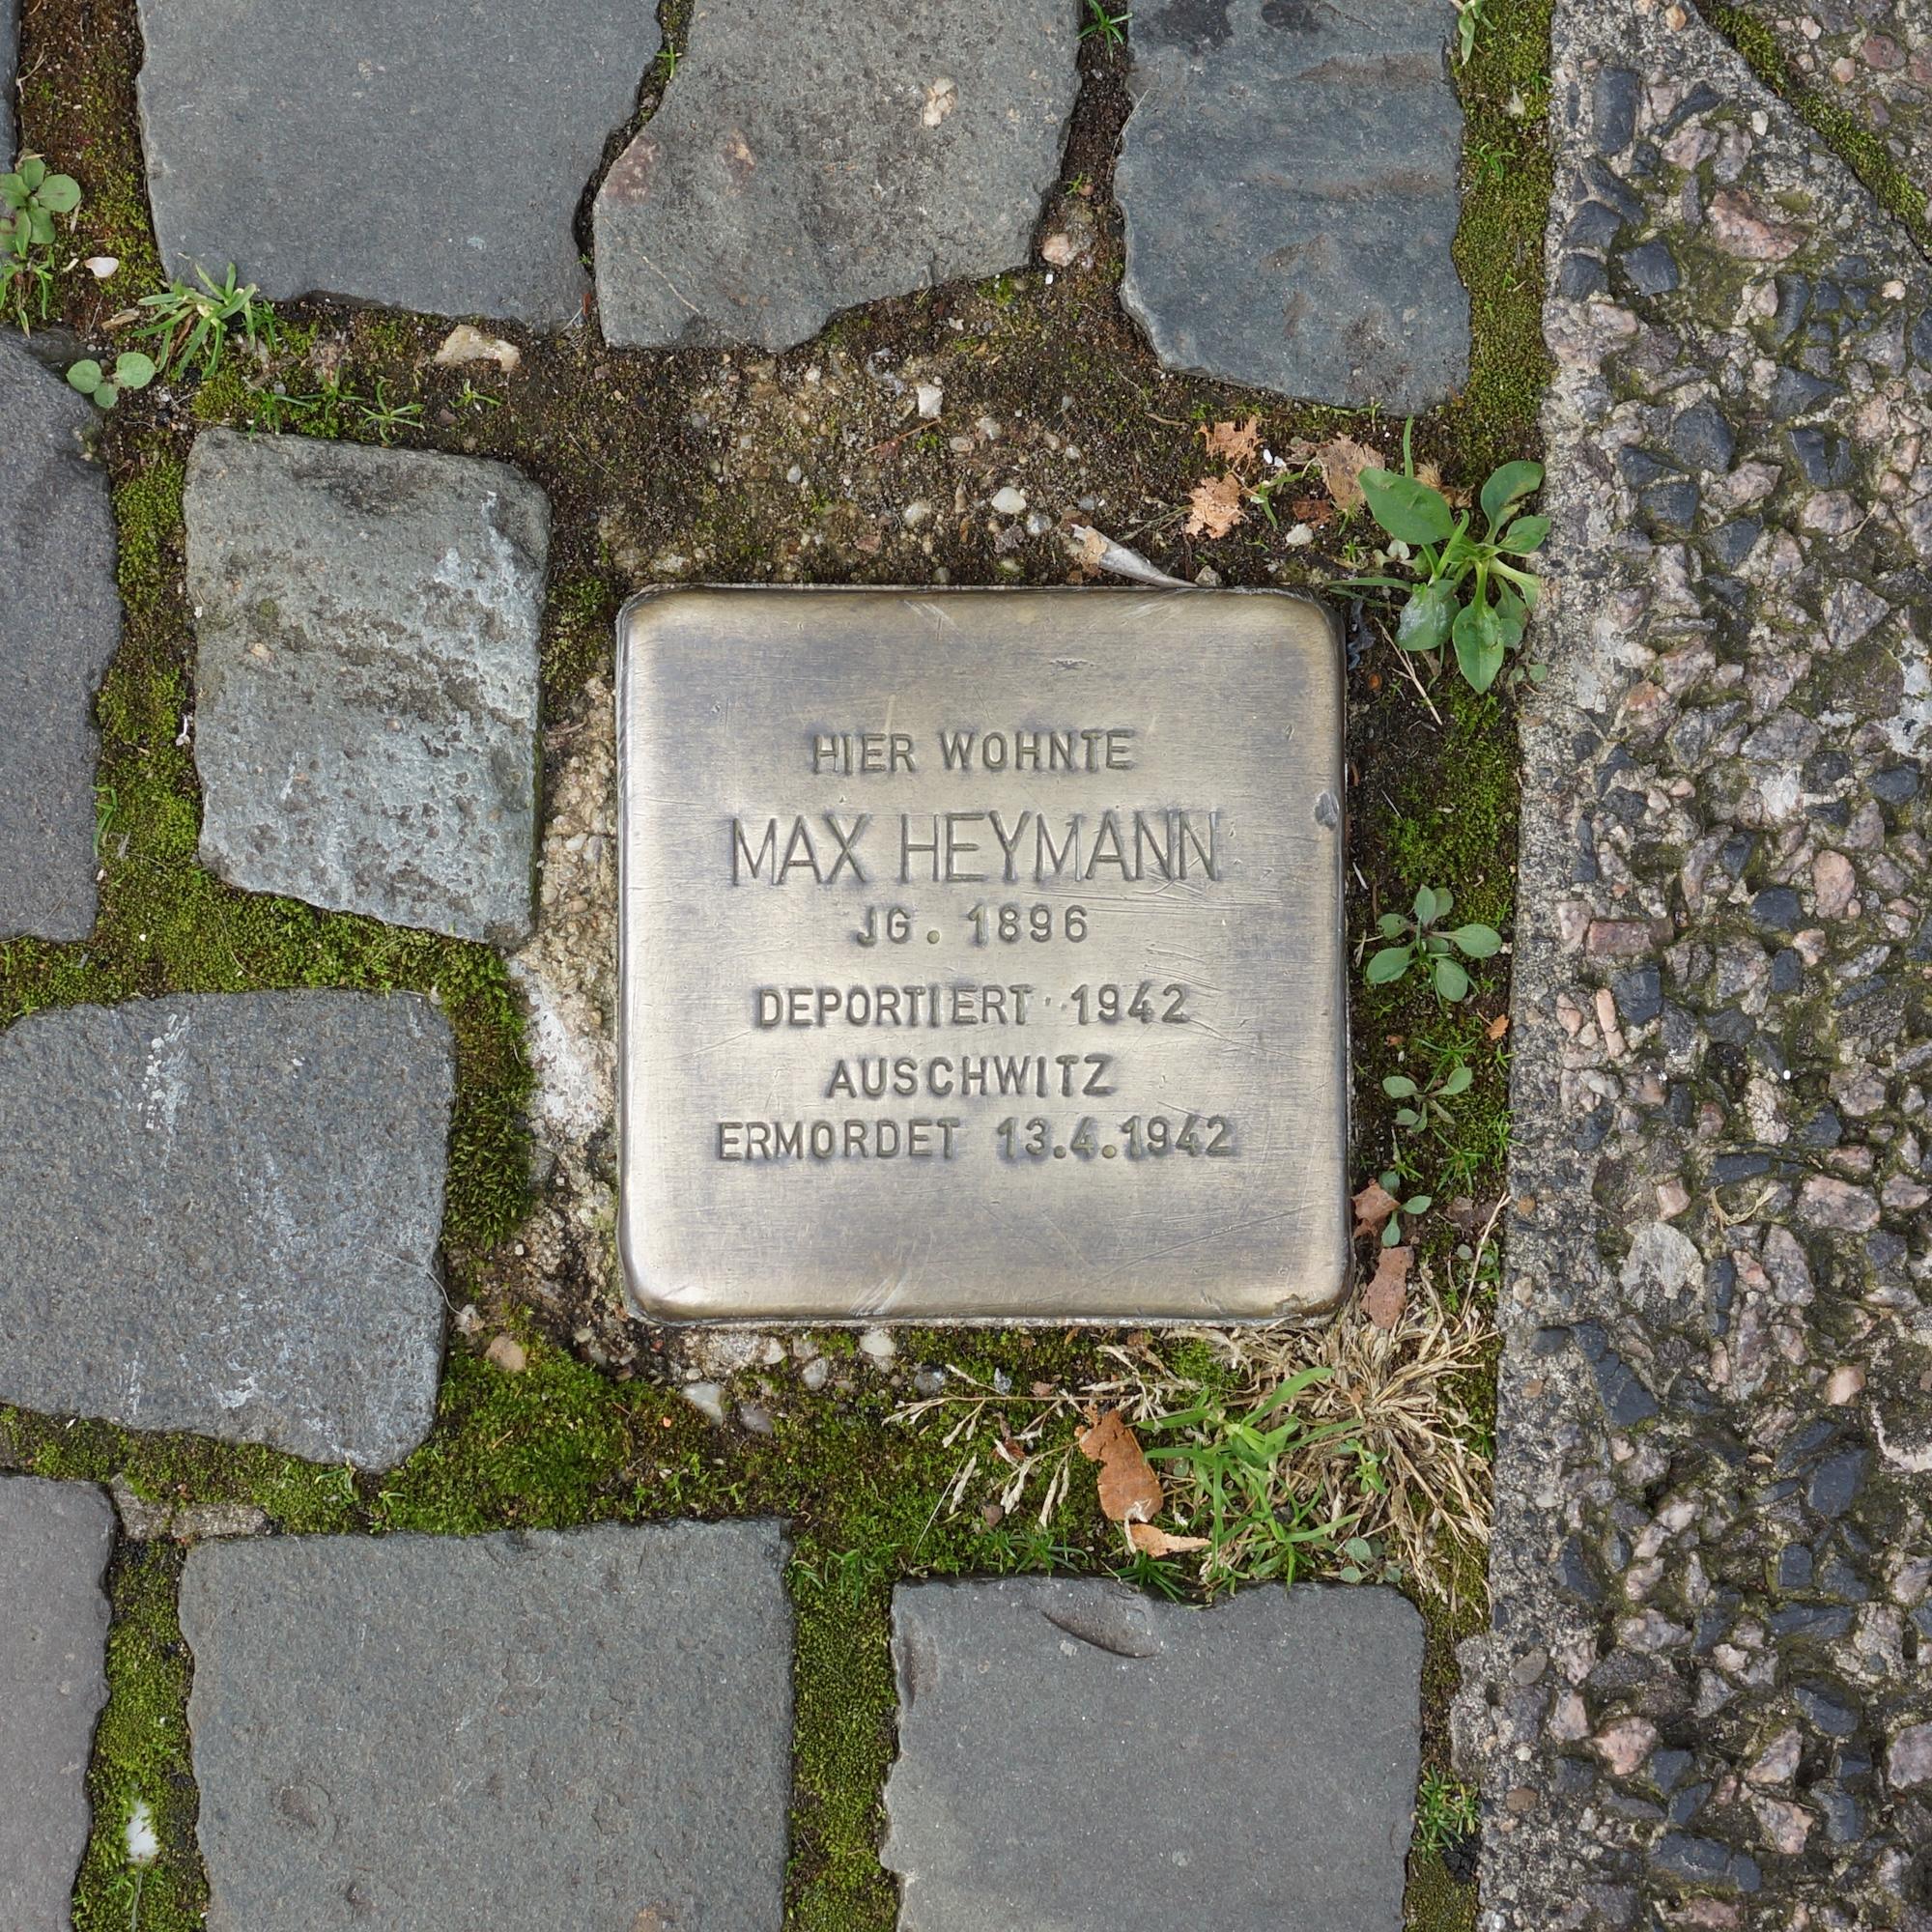 HIER WOHNTE
MAX HEYMANN
JG. 1896
DEPORTIERT 1942
AUSCHWITZ
ERMORDET 13.4.1942